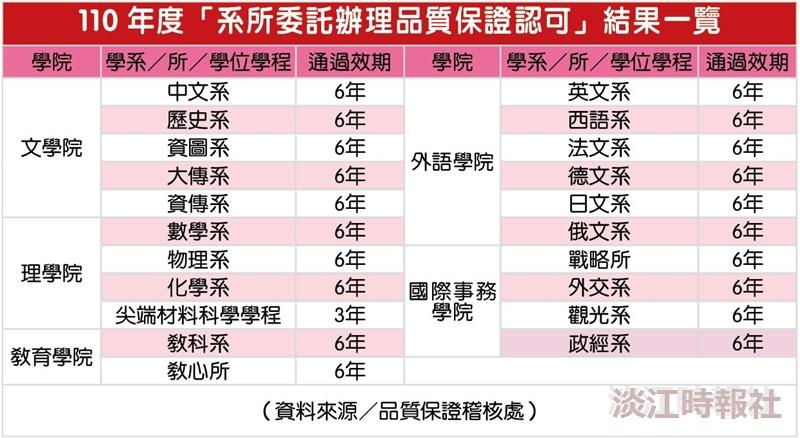 110 年度「系所委託辦理品質保證認可」結果一覽
學院 學系／所／學位學程 通過效期 學院 學系／所／學位學程 通過效期
文學院 中文系 6年
歷史系 6年
資圖系 6年
大傳系 6年
資傳系 6年
理學院 數學系 6年
物理系 6年
化學系 6年
尖端材料科學學程 3年
教育學院 教科系 6年
教心所 6年
外語學院 英文系 6年
西語系 6年
法文系 6年
德文系 6年
日文系 6年
俄文系 6年
國際事務
學院
戰略所 6年
外交系 6年
觀光系 6年
政經系 6年
（資料來源／品質保證稽核處）
淡江時報社